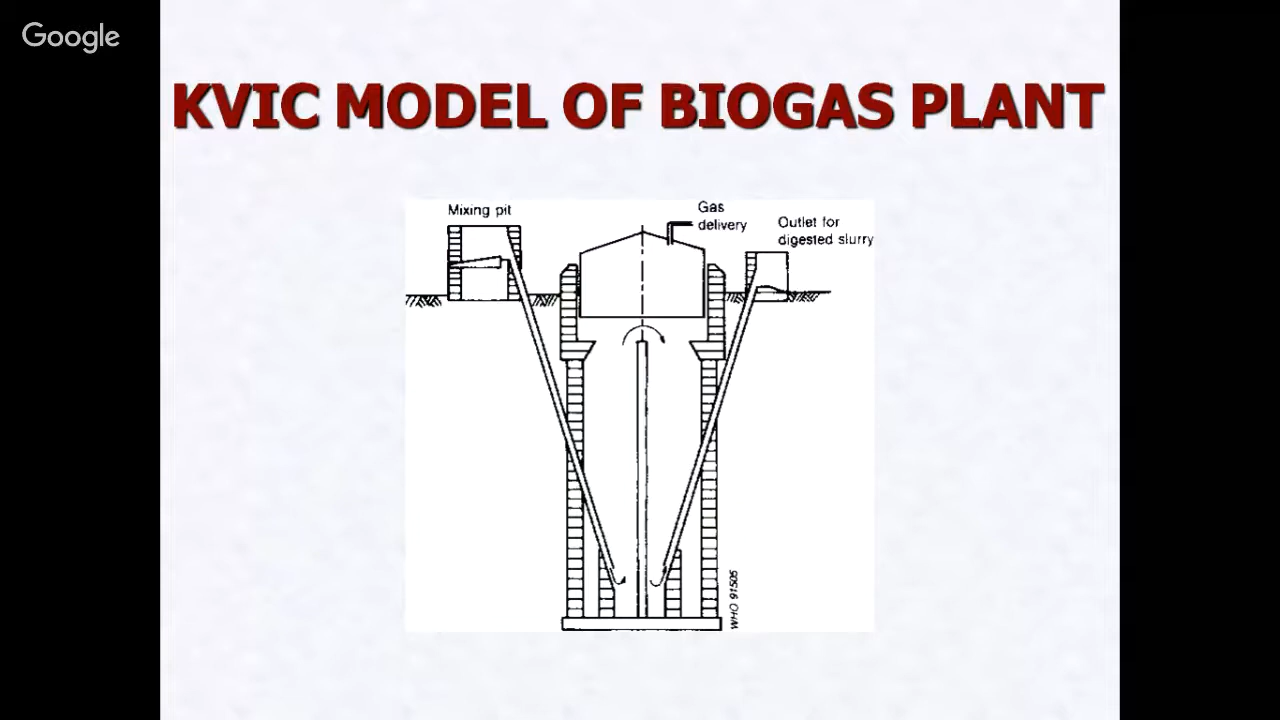 Google
KVIC MODEL OF BIOGAS PLANT
Mixing pit
Gas
delivery
Outlet for
digested slurry
WHO 91505